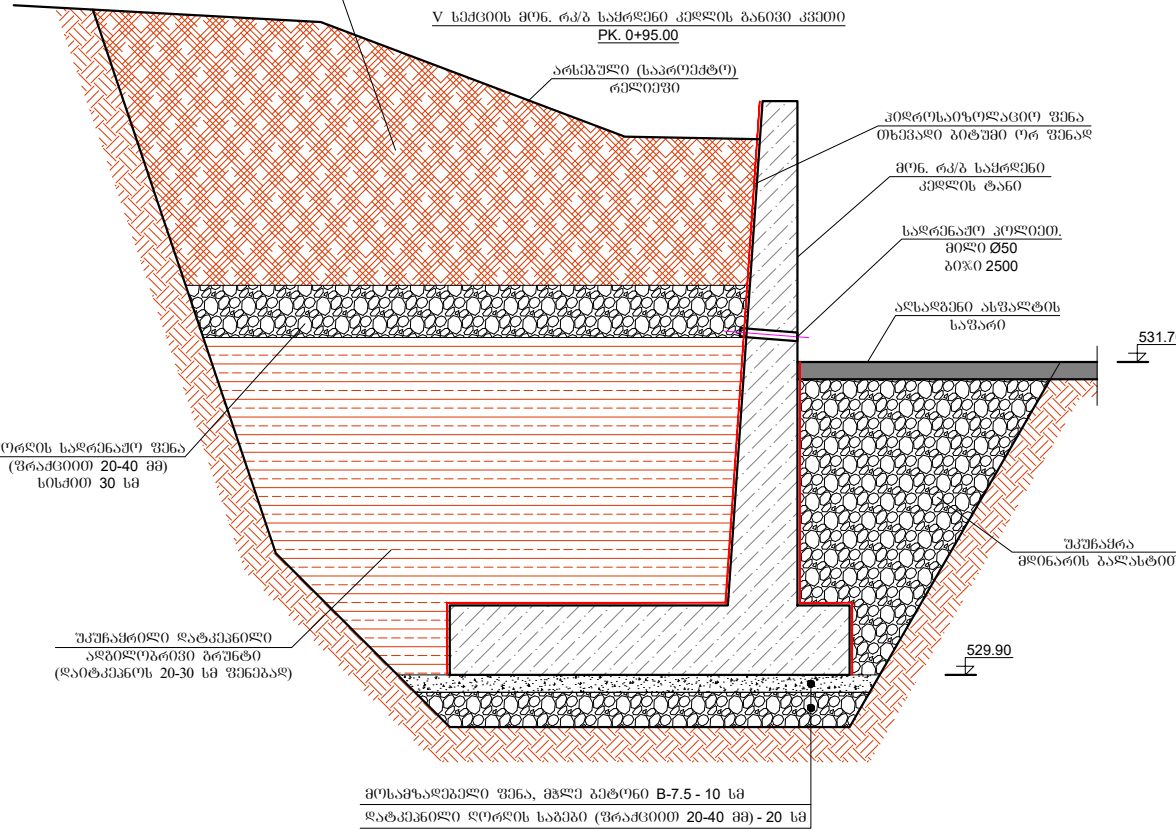 V ᲡᲔᲥᲪᲘᲘᲡ ᲛᲝᲜ. ᲠᲙ/Ბ ᲡᲐᲧᲠᲓᲔᲜᲘ ᲙᲔᲓᲚᲘᲡ ᲒᲐᲜᲘᲕᲘ ᲙᲕᲔᲗᲘ
PK. 0+95.00
ᲐᲠᲡᲔᲑᲣᲚᲘ (ᲡᲐᲞᲠᲝᲔᲥᲢᲝ)
ᲠᲔᲚᲘᲔᲤᲘ
ᲰᲘᲓᲠᲝᲡᲐᲘᲖᲝᲚᲐᲪᲘᲝ ᲤᲔᲜᲐ
ᲗᲮᲔᲕᲐᲓᲘ ᲑᲘᲢᲣᲛᲘ ᲝᲠ ᲤᲔᲜᲐᲓ
ᲛᲝᲜ. ᲠᲙ/Ბ ᲡᲐᲧᲠᲓᲔᲜᲘ
ᲙᲔᲓᲚᲘᲡ ᲢᲐᲜᲘ
ᲡᲐᲓᲠᲔᲜᲐᲟᲝ ᲞᲝᲚᲘᲔᲗ.
ᲛᲘᲚᲘ Ø50
ᲑᲘᲯᲘ 2500
ᲐᲦᲡᲐᲓᲒᲔᲜᲘ ᲐᲡᲤᲐᲚᲢᲘᲡ
ᲡᲐᲤᲐᲠᲘ
531.7
ᲝᲠᲦᲘᲡ ᲡᲐᲓᲠᲔᲜᲐᲟᲝ ᲤᲔᲜᲐ
(ᲤᲠᲐᲥᲪᲘᲘᲗ 20-40 ᲛᲛ)
ᲡᲘᲡᲥᲘᲗ 30 ᲡᲛ
ᲣᲙᲣᲩᲐᲧᲠᲐ
ᲛᲓᲘᲜᲐᲠᲘᲡ ᲑᲐᲚᲐᲡᲢᲘᲗ
ᲣᲙᲣᲩᲐᲧᲠᲘᲚᲘ ᲓᲐᲢᲙᲔᲞᲜᲘᲚᲘ
ᲐᲓᲒᲘᲚᲝᲑᲠᲘᲕᲘ ᲒᲠᲣᲜᲢᲘ
(ᲓᲐᲘᲢᲙᲔᲞᲜᲝᲡ 20-30 ᲡᲛ ᲤᲔᲜᲔᲑᲐᲓ)
529.90
ᲛᲝᲡᲐᲛᲖᲐᲓᲔᲑᲔᲚᲘ ᲤᲔᲜᲐ, ᲛᲭᲚᲔ ᲑᲔᲢᲝᲜᲘ B-7.5 - 10 ᲡᲛ
ᲓᲐᲢᲙᲔᲞᲜᲘᲚᲘ ᲦᲝᲠᲦᲘᲡ ᲡᲐᲒᲔᲑᲘ (ᲤᲠᲐᲥᲪᲘᲘᲗ 20-40 ᲛᲛ) - 20 ᲡᲛ